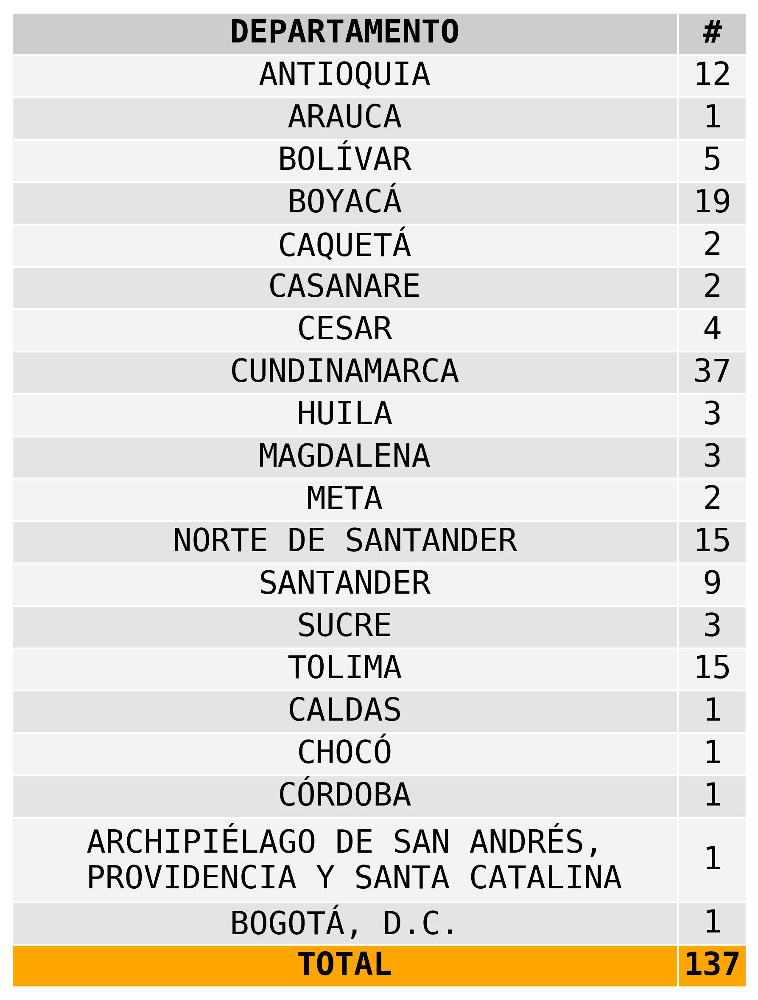 DEPARTAMENTO #
ANTIOQUIA 12
ARAUCA 1
BOLÍVAR 5
BOYACÁ 19
CAQUETÁ 2
CASANARE 2
CESAR 4
CUNDINAMARCA 37
HUILA 3
MAGDALENA 3
META 2
NORTE DE SANTANDER 15
SANTANDER 9
SUCRE 3
TOLIMA 15
CALDAS 1
CHOCÓ 1
CÓRDOBA 1
ARCHIPIÉLAGO DE SAN ANDRÉS,
PROVIDENCIA Y SANTA CATALINA 1
BOGOTÁ, D.C. 1
TOTAL 137